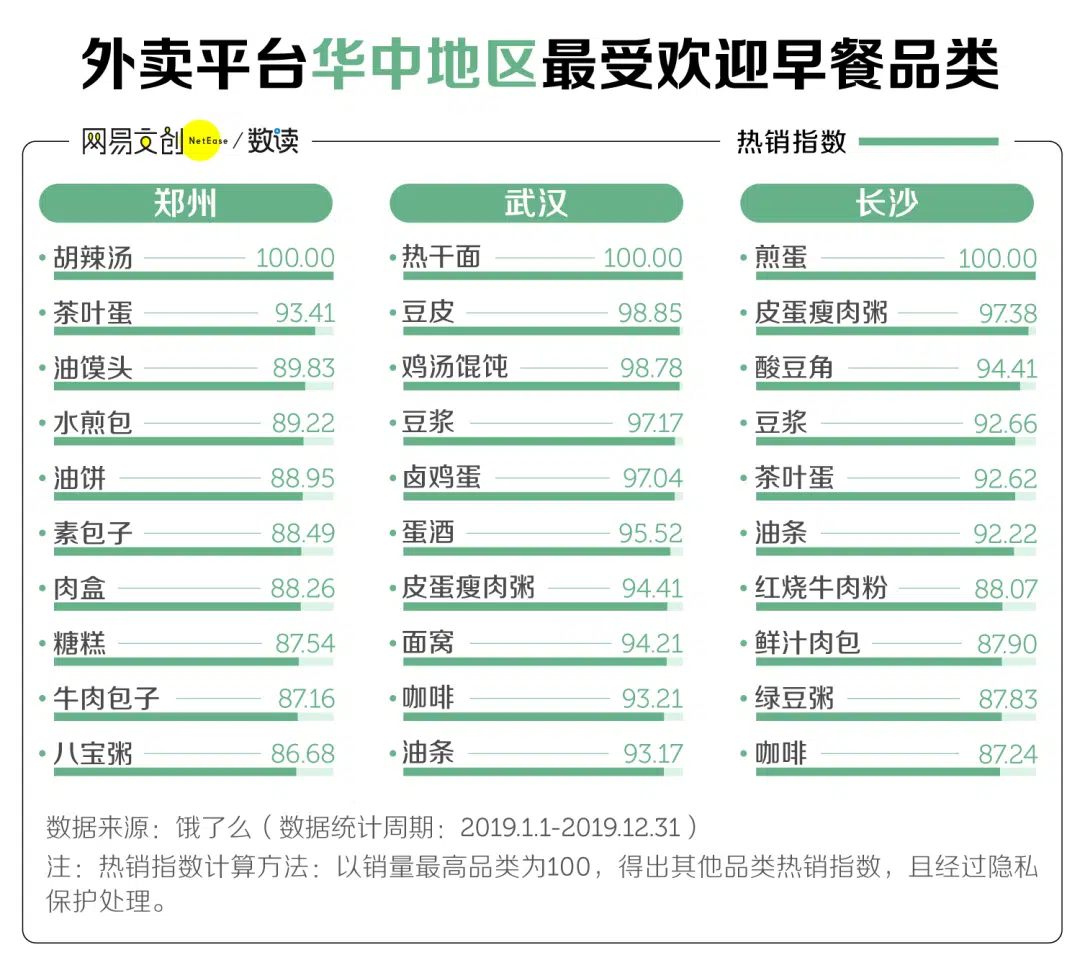 外卖平台华中地区最受欢迎早餐品类
网易文创 NetEase / 数读
热销指数
郑州
胡辣汤 100.00
茶叶蛋 93.41
油馍头 89.83
水煎包 89.22
油饼 88.95
素包子 88.49
肉盒 88.26
糖糕 87.54
牛肉包子 87.16
八宝粥 86.68
武汉
热干面 100.00
豆皮 98.85
鸡汤馄饨 98.78
豆浆 97.17
卤鸡蛋 97.04
蛋酒 95.52
皮蛋瘦肉粥 94.41
面窝 94.21
咖啡 93.21
油条 93.17
长沙
煎蛋 100.00
皮蛋瘦肉粥 97.38
酸豆角 94.41
豆浆 92.66
茶叶蛋 92.62
油条 92.22
红烧牛肉粉 88.07
鲜汁肉包 87.90
绿豆粥 87.83
咖啡 87.24
数据来源：饿了么（数据统计周期：2019.1.1-2019.12.31）
注：热销指数计算方法：以销量最高品类为100，得出其他品类热销指数，且经过隐私
保护处理。